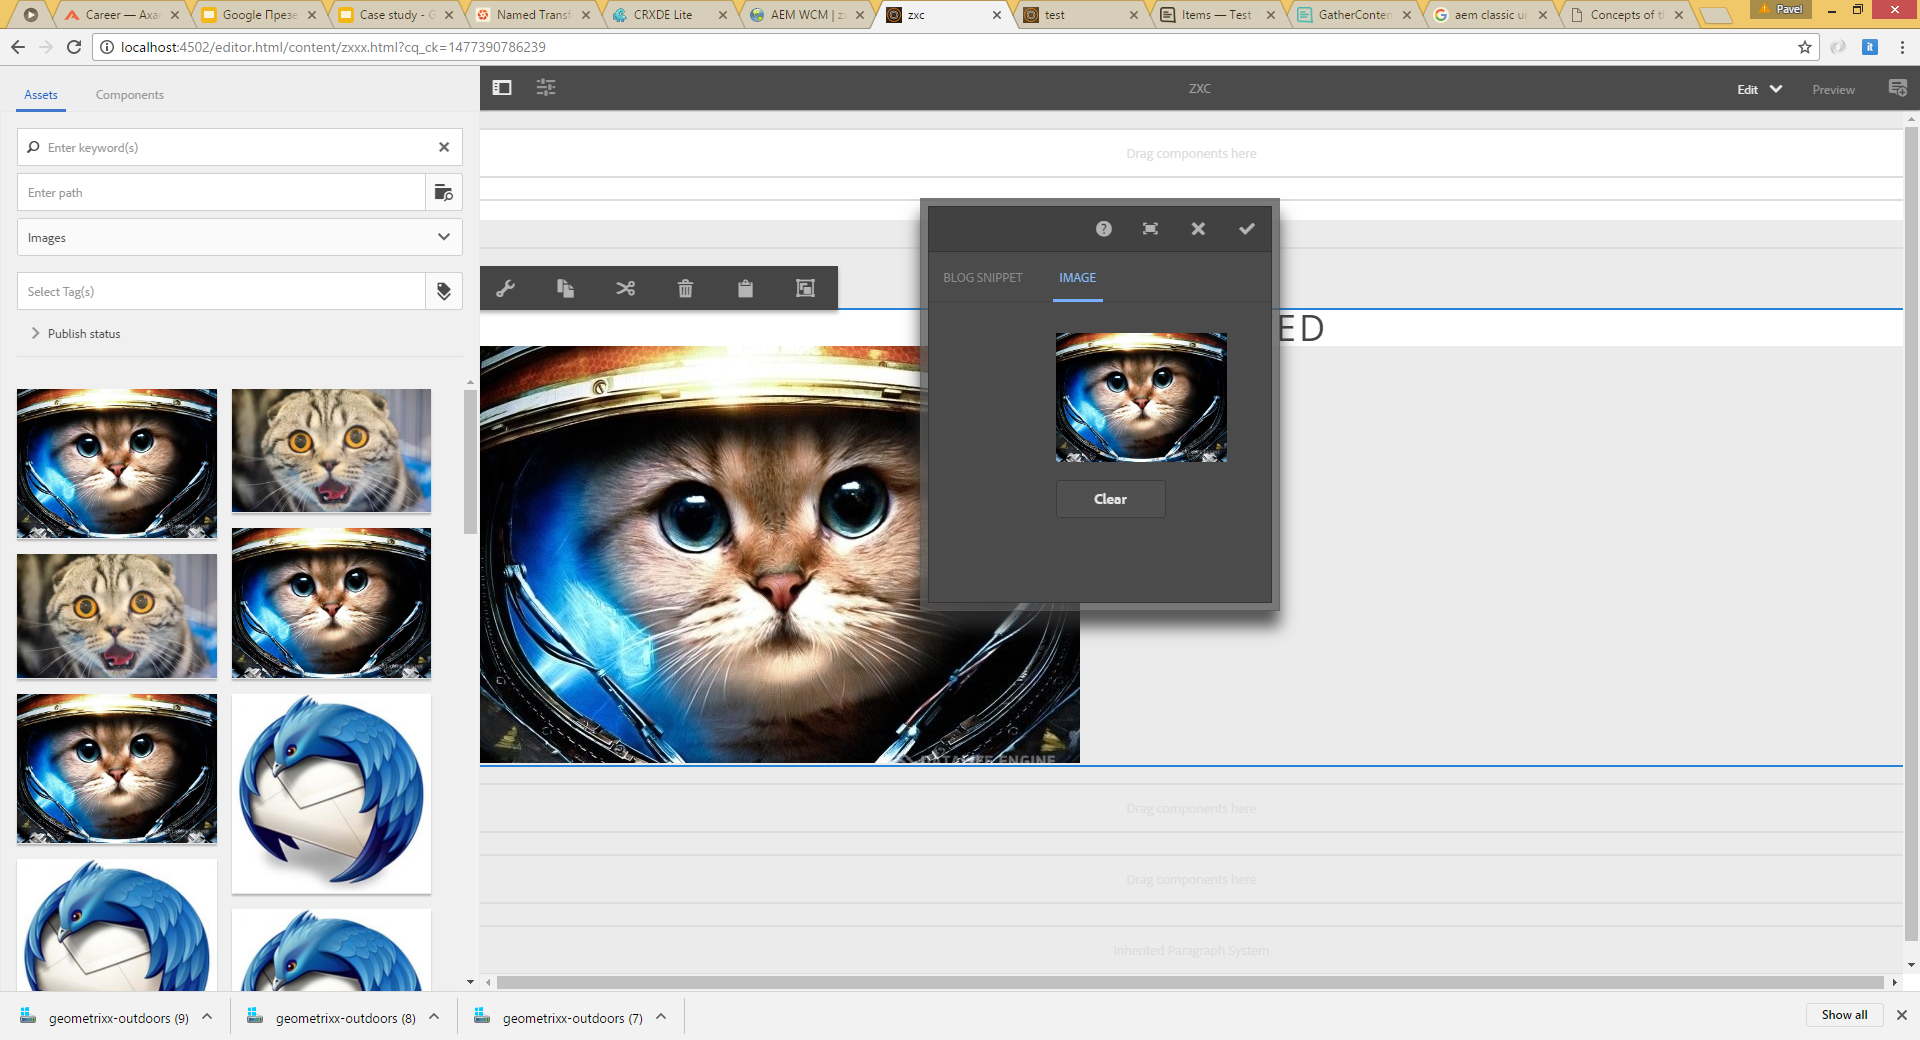 Career — Axa
Google Презе
Case study - G
Named Transf
CRXDE Lite
AEM WCM | z
zxc
test
Items — Test
GatherConten
aem classic ui
Concepts of t
Pavel
localhost:4502/editor.html/content/zxxx.html?cq_ck=1477390786239
Assets
Components
ZXC
Edit
Preview
Enter keyword(s)
Enter path
Images
Select Tag(s)
Publish status
Drag components here
BLOG SNIPPET
IMAGE
ED
Clear
ENGINE
Drag components here
Drag components here
Inherited Paragraph System
geometrixx-outdoors (9)
geometrixx-outdoors (8)
geometrixx-outdoors (7)
Show all